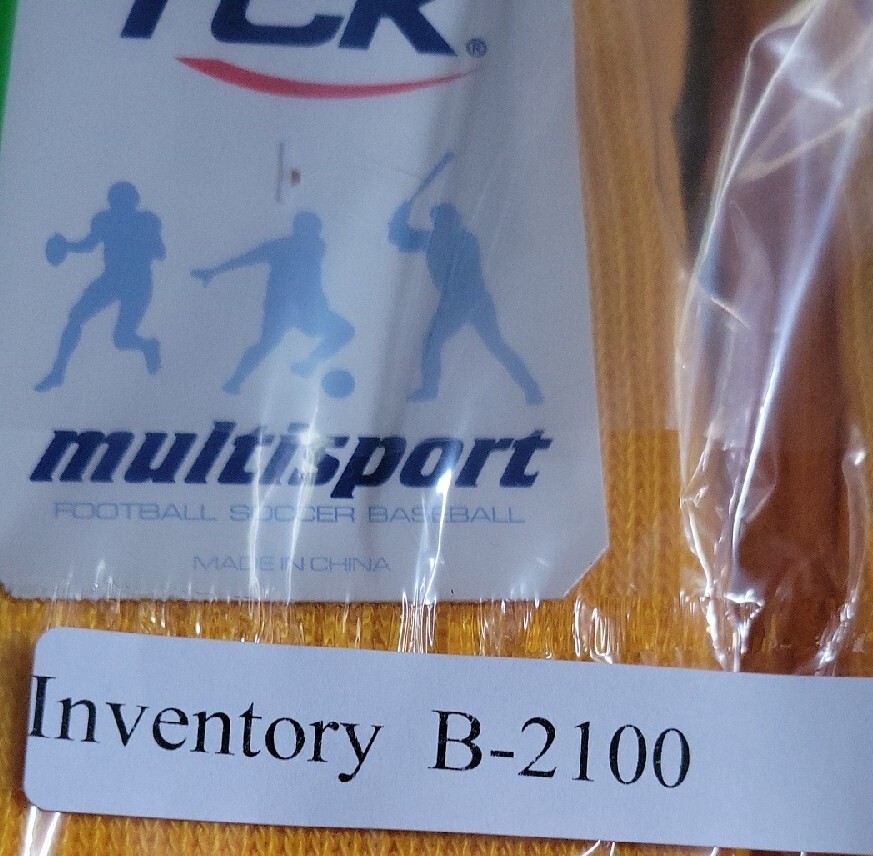 TCK®
multisport
FOOTBALL SOCCER BASEBALL
MADE IN CHINA
Inventory B-2100